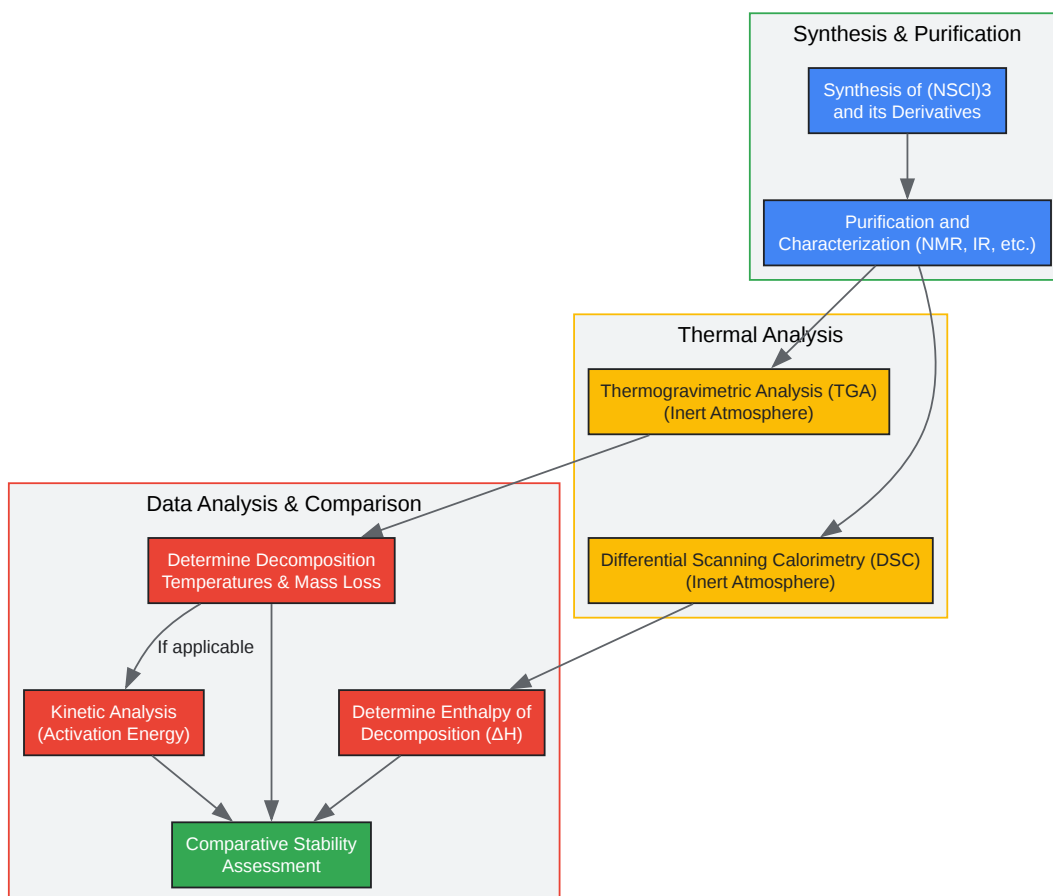 Synthesis & Purification
Synthesis of (NSCl)3
and its Derivatives
Purification and
Characterization (NMR, IR, etc.)
Thermal Analysis
Thermogravimetric Analysis (TGA)
(Inert Atmosphere)
Differential Scanning Calorimetry (DSC)
(Inert Atmosphere)
Data Analysis & Comparison
Determine Decomposition
Temperatures & Mass Loss
If applicable
Kinetic Analysis
(Activation Energy)
Determine Enthalpy of
Decomposition (ΔH)
Comparative Stability
Assessment